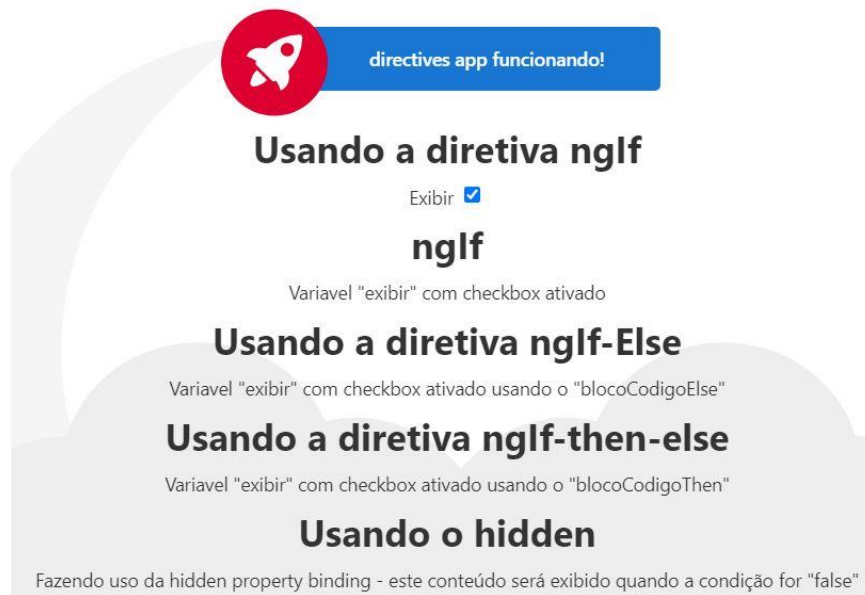 directives app funcionando!
Usando a diretiva ngIf
Exibir
ngIf
Variavel "exibir" com checkbox ativado
Usando a diretiva ngIf-Else
Variavel "exibir" com checkbox ativado usando o "blocoCodigoElse"
Usando a diretiva ngIf-then-else
Variavel "exibir" com checkbox ativado usando o "blocoCodigoThen"
Usando o hidden
Fazendo uso da hidden property binding - este conteúdo será exibido quando a condição for "false"